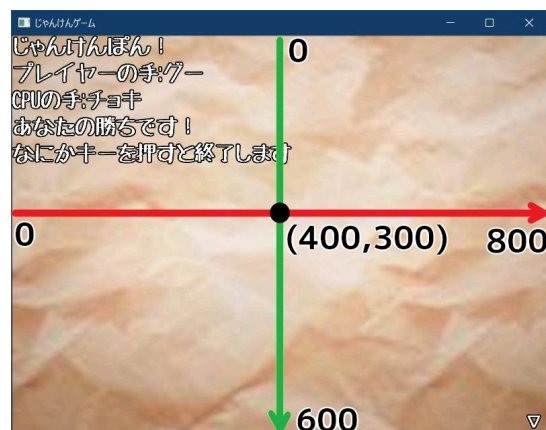 じゃんけんゲーム
じゃんけんぽん！
プレイヤーの手:グー
CPUの手:チョキ
あなたの勝ちです！
なにかキーを押すと終了します
0
0
(400,300)
800
600